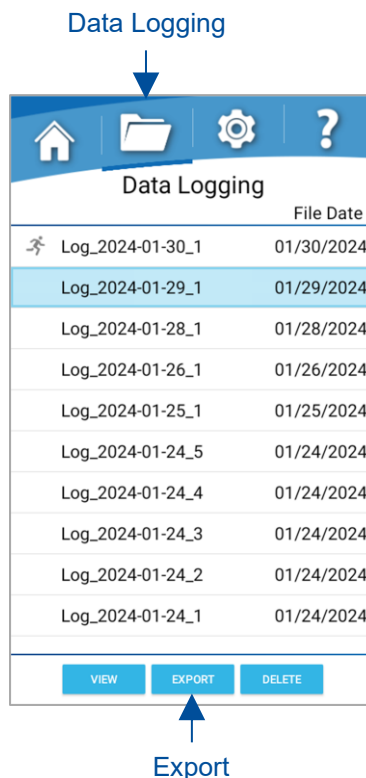 Data Logging
?
Data Logging
File Date
Log_2024-01-30_1 01/30/2024
Log_2024-01-29_1 01/29/2024
Log_2024-01-28_1 01/28/2024
Log_2024-01-26_1 01/26/2024
Log_2024-01-25_1 01/25/2024
Log_2024-01-24_5 01/24/2024
Log_2024-01-24_4 01/24/2024
Log_2024-01-24_3 01/24/2024
Log_2024-01-24_2 01/24/2024
Log_2024-01-24_1 01/24/2024
VIEW EXPORT DELETE
Export